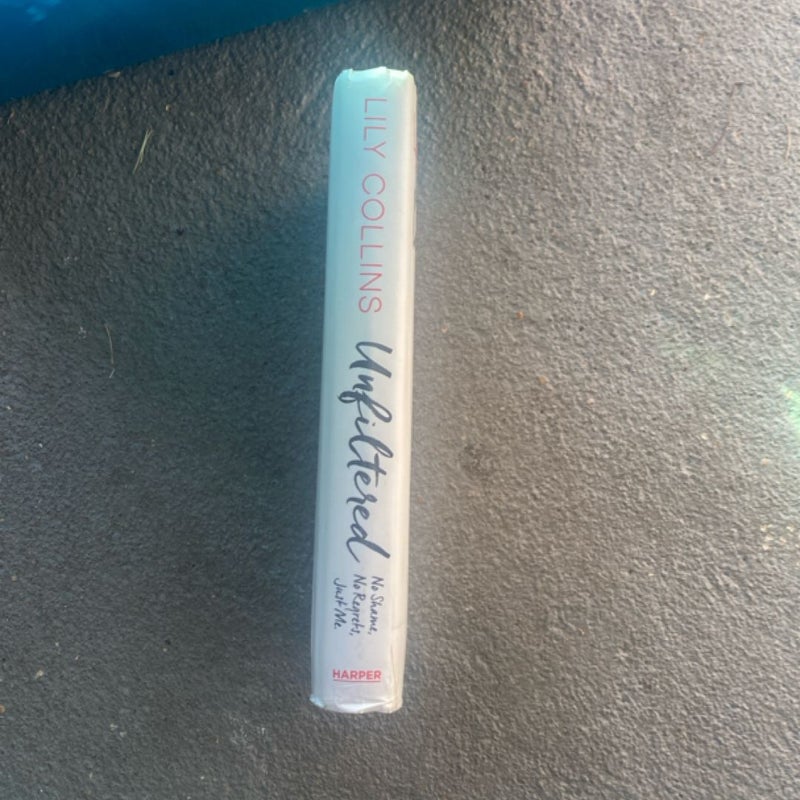 LILY COLLINS
Unfiltered
No Shame,
No Regrets,
Just Me.
HARPER